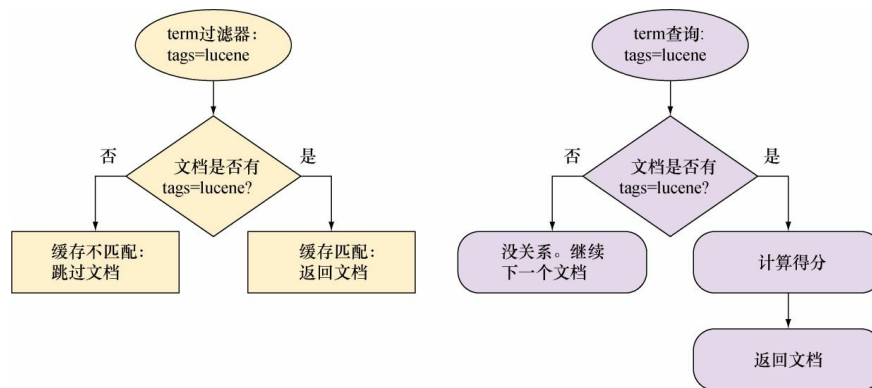 term过滤器：
tags=lucene
文档是否有
tags=lucene?
否
是
缓存不匹配：
跳过文档
缓存匹配：
返回文档
term查询:
tags=lucene
文档是否有
tags=lucene?
否
是
没关系。继续
下一个文档
计算得分
返回文档